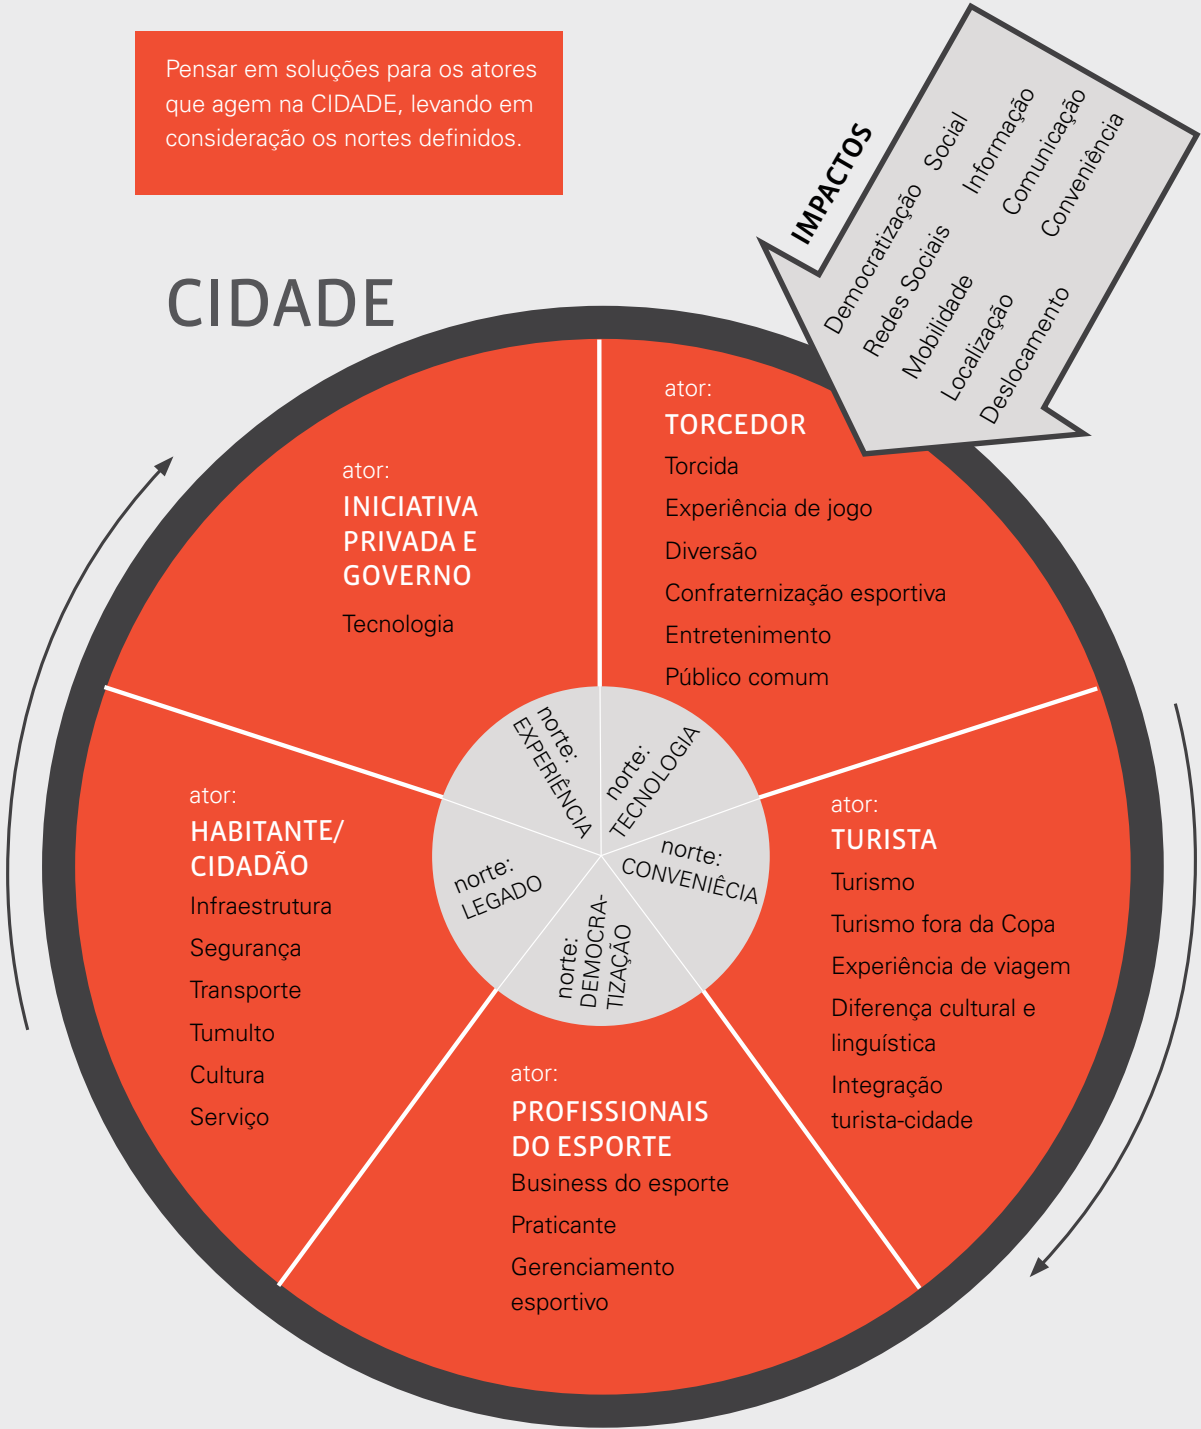 Pensar em soluções para os atores
que agem na CIDADE, levando em
consideração os nortes definidos.
CIDADE
IMPACTOS
Democratização Social
Redes Sociais Informação
Mobilidade Comunicação
Localização Conveniência
Deslocamento
ator:
TORCEDOR
Torcida
Experiência de jogo
Diversão
Confraternização esportiva
Entretenimento
Público comum
ator:
TURISTA
Turismo
Turismo fora da Copa
Experiência de viagem
Diferença cultural e
linguística
Integração
turista-cidade
ator:
PROFISSIONAIS
DO ESPORTE
Business do esporte
Praticante
Gerenciamento
esportivo
ator:
HABITANTE/
CIDADÃO
Infraestrutura
Segurança
Transporte
Tumulto
Cultura
Serviço
ator:
INICIATIVA
PRIVADA E
GOVERNO
Tecnologia
norte:
TECNOLOGIA
norte:
CONVENIÊCIA
norte:
DEMOCRA-
TIZAÇÃO
norte:
LEGADO
norte:
EXPERIÊNCIA